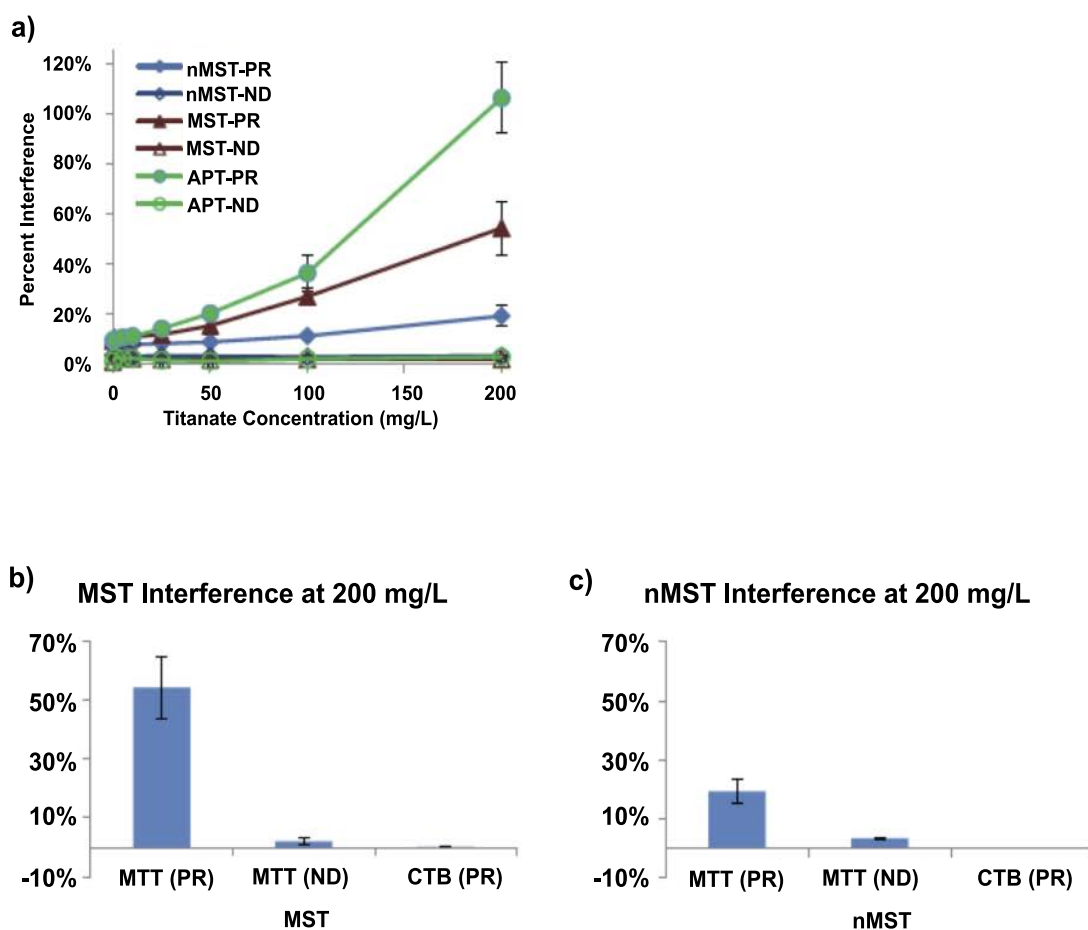 a)
120%
100%
80%
60%
40%
20%
0%
Percent Interference
nMST-PR
nMST-ND
MST-PR
MST-ND
APT-PR
APT-ND
0 50 100 150 200
Titanate Concentration (mg/L)
b)
MST Interference at 200 mg/L
70%
50%
30%
10%
-10%
MTT (PR) MTT (ND) CTB (PR)
MST
c)
nMST Interference at 200 mg/L
70%
50%
30%
10%
-10%
MTT (PR) MTT (ND) CTB (PR)
nMST